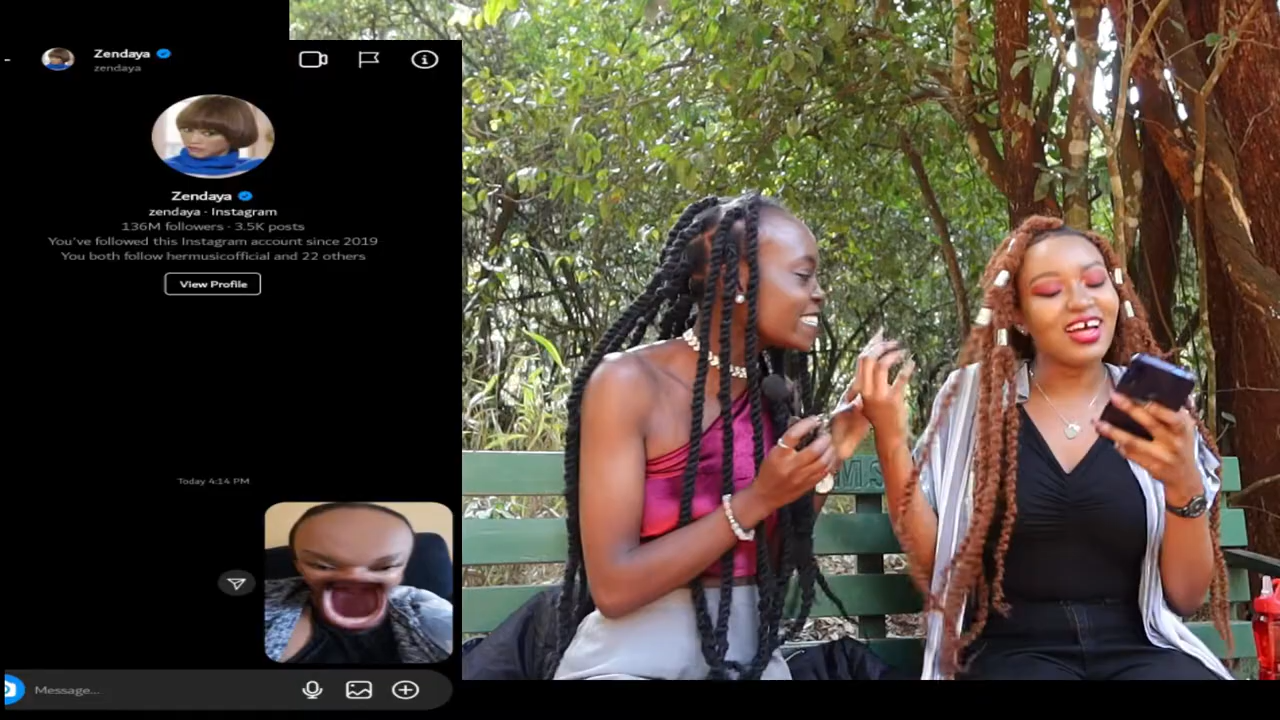 Zendaya
zendaya
Zendaya
zendaya · Instagram
136M followers · 3.5K posts
You've followed this Instagram account since 2019
You both follow hermusicofficial and 22 others
View Profile
Today 4:14 PM
Message...